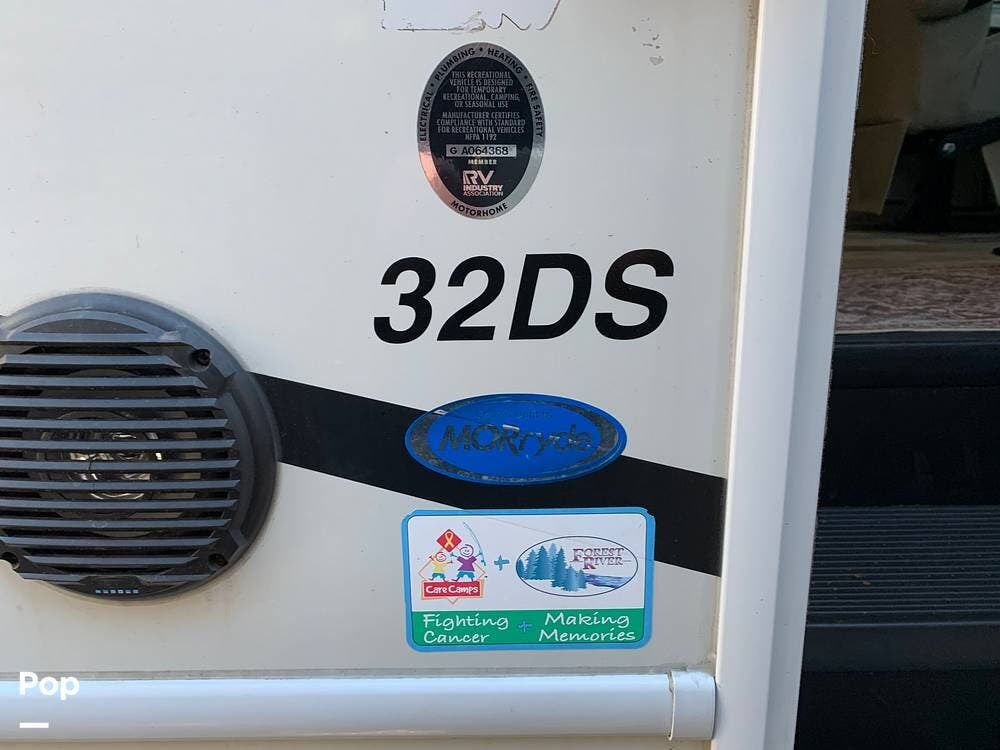 ELECTRICAL • PLUMBING • HEATING • FIRE SAFETY
THIS RECREATIONAL
VEHICLE IS DESIGNED
FOR TEMPORARY
RECREATIONAL, CAMPING,
OR SEASONAL USE
MANUFACTURER CERTIFIES
COMPLIANCE WITH STANDARD
FOR RECREATIONAL VEHICLES
NFPA 1192
G A064368
MEMBER
RV
INDUSTRY
ASSOCIATION
MOTORHOME
32DS
MORryde
Care Camps
+
FOREST
RIVER
Fighting
Cancer
+
Making
Memories
Pop